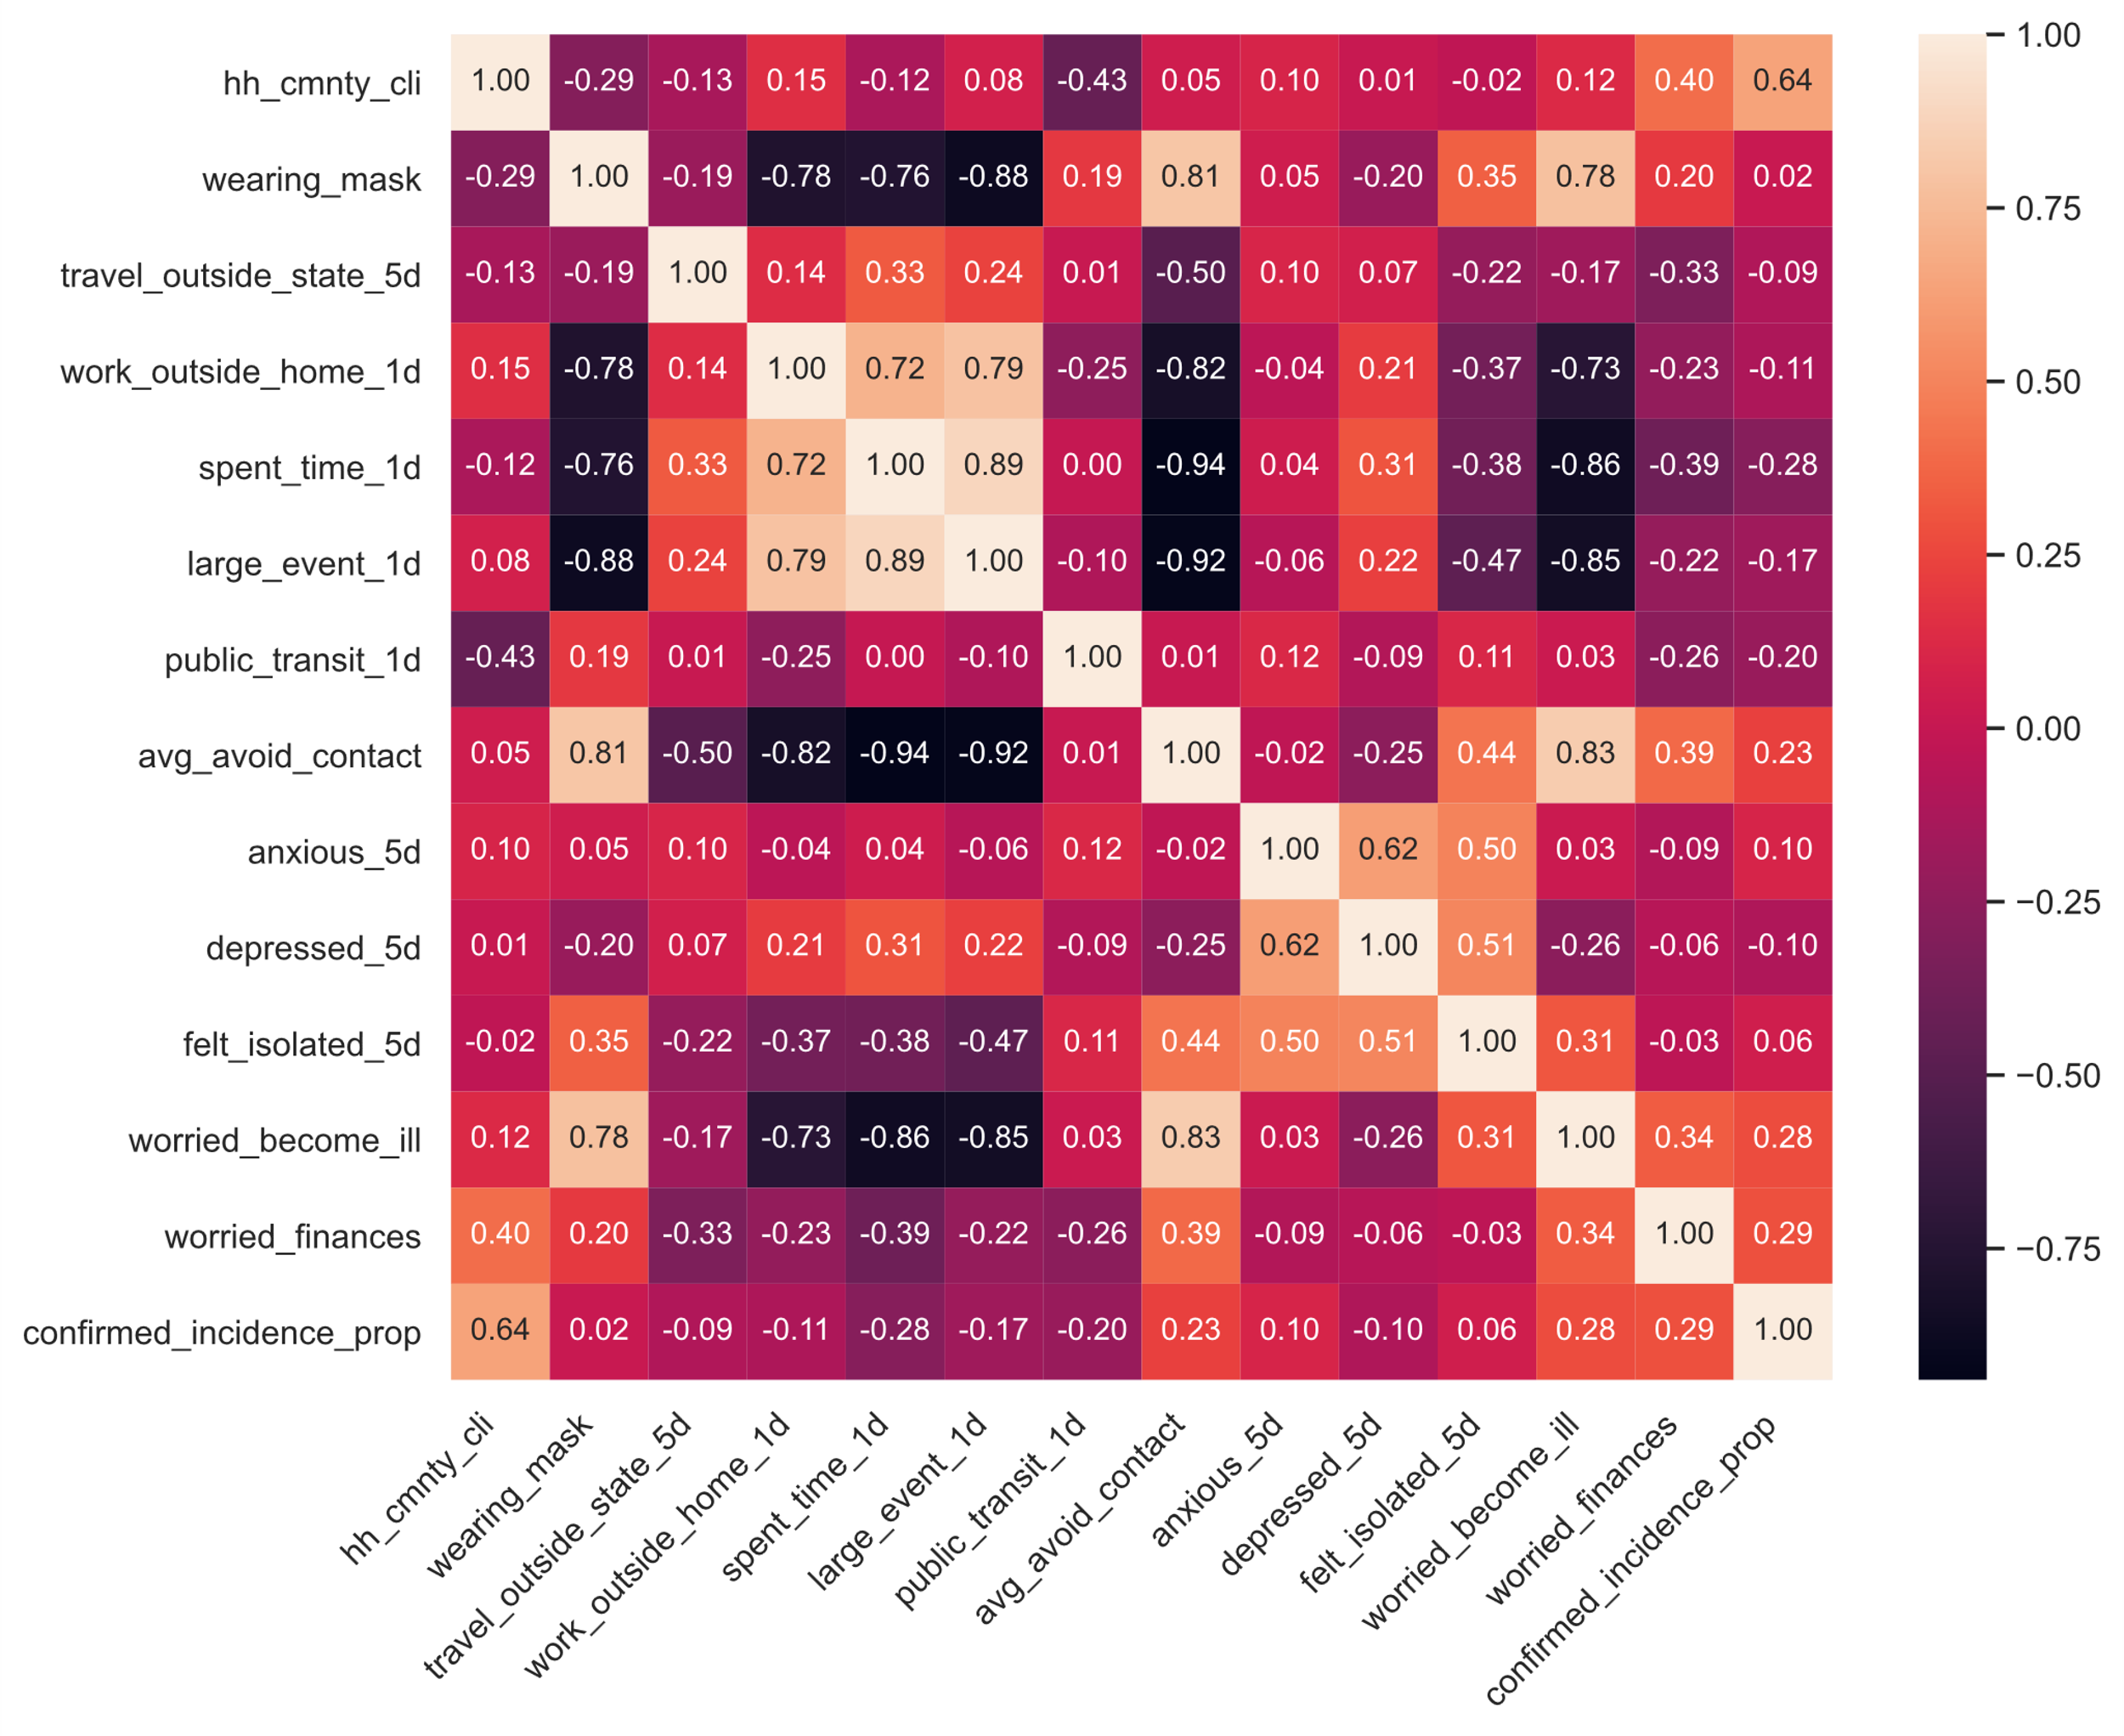 hh_cmnty_cli 1.00 -0.29 -0.13 0.15 -0.12 0.08 -0.43 0.05 0.10 0.01 -0.02 0.12 0.40 0.64
wearing_mask -0.29 1.00 -0.19 -0.78 -0.76 -0.88 0.19 0.81 0.05 -0.20 0.35 0.78 0.20 0.02
travel_outside_state_5d -0.13 -0.19 1.00 0.14 0.33 0.24 0.01 -0.50 0.10 0.07 -0.22 -0.17 -0.33 -0.09
work_outside_home_1d 0.15 -0.78 0.14 1.00 0.72 0.79 -0.25 -0.82 -0.04 0.21 -0.37 -0.73 -0.23 -0.11
spent_time_1d -0.12 -0.76 0.33 0.72 1.00 0.89 0.00 -0.94 0.04 0.31 -0.38 -0.86 -0.39 -0.28
large_event_1d 0.08 -0.88 0.24 0.79 0.89 1.00 -0.10 -0.92 -0.06 0.22 -0.47 -0.85 -0.22 -0.17
public_transit_1d -0.43 0.19 0.01 -0.25 0.00 -0.10 1.00 0.01 0.12 -0.09 0.11 0.03 -0.26 -0.20
avg_avoid_contact 0.05 0.81 -0.50 -0.82 -0.94 -0.92 0.01 1.00 -0.02 -0.25 0.44 0.83 0.39 0.23
anxious_5d 0.10 0.05 0.10 -0.04 0.04 -0.06 0.12 -0.02 1.00 0.62 0.50 0.03 -0.09 0.10
depressed_5d 0.01 -0.20 0.07 0.21 0.31 0.22 -0.09 -0.25 0.62 1.00 0.51 -0.26 -0.06 -0.10
felt_isolated_5d -0.02 0.35 -0.22 -0.37 -0.38 -0.47 0.11 0.44 0.50 0.51 1.00 0.31 -0.03 0.06
worried_become_ill 0.12 0.78 -0.17 -0.73 -0.86 -0.85 0.03 0.83 0.03 -0.26 0.31 1.00 0.34 0.28
worried_finances 0.40 0.20 -0.33 -0.23 -0.39 -0.22 -0.26 0.39 -0.09 -0.06 -0.03 0.34 1.00 0.29
confirmed_incidence_prop 0.64 0.02 -0.09 -0.11 -0.28 -0.17 -0.20 0.23 0.10 -0.10 0.06 0.28 0.29 1.00
hh_cmnty_cli
wearing_mask
travel_outside_state_5d
work_outside_home_1d
spent_time_1d
large_event_1d
public_transit_1d
avg_avoid_contact
anxious_5d
depressed_5d
felt_isolated_5d
worried_become_ill
worried_finances
confirmed_incidence_prop
1.00
0.75
0.50
0.25
0.00
−0.25
−0.50
−0.75